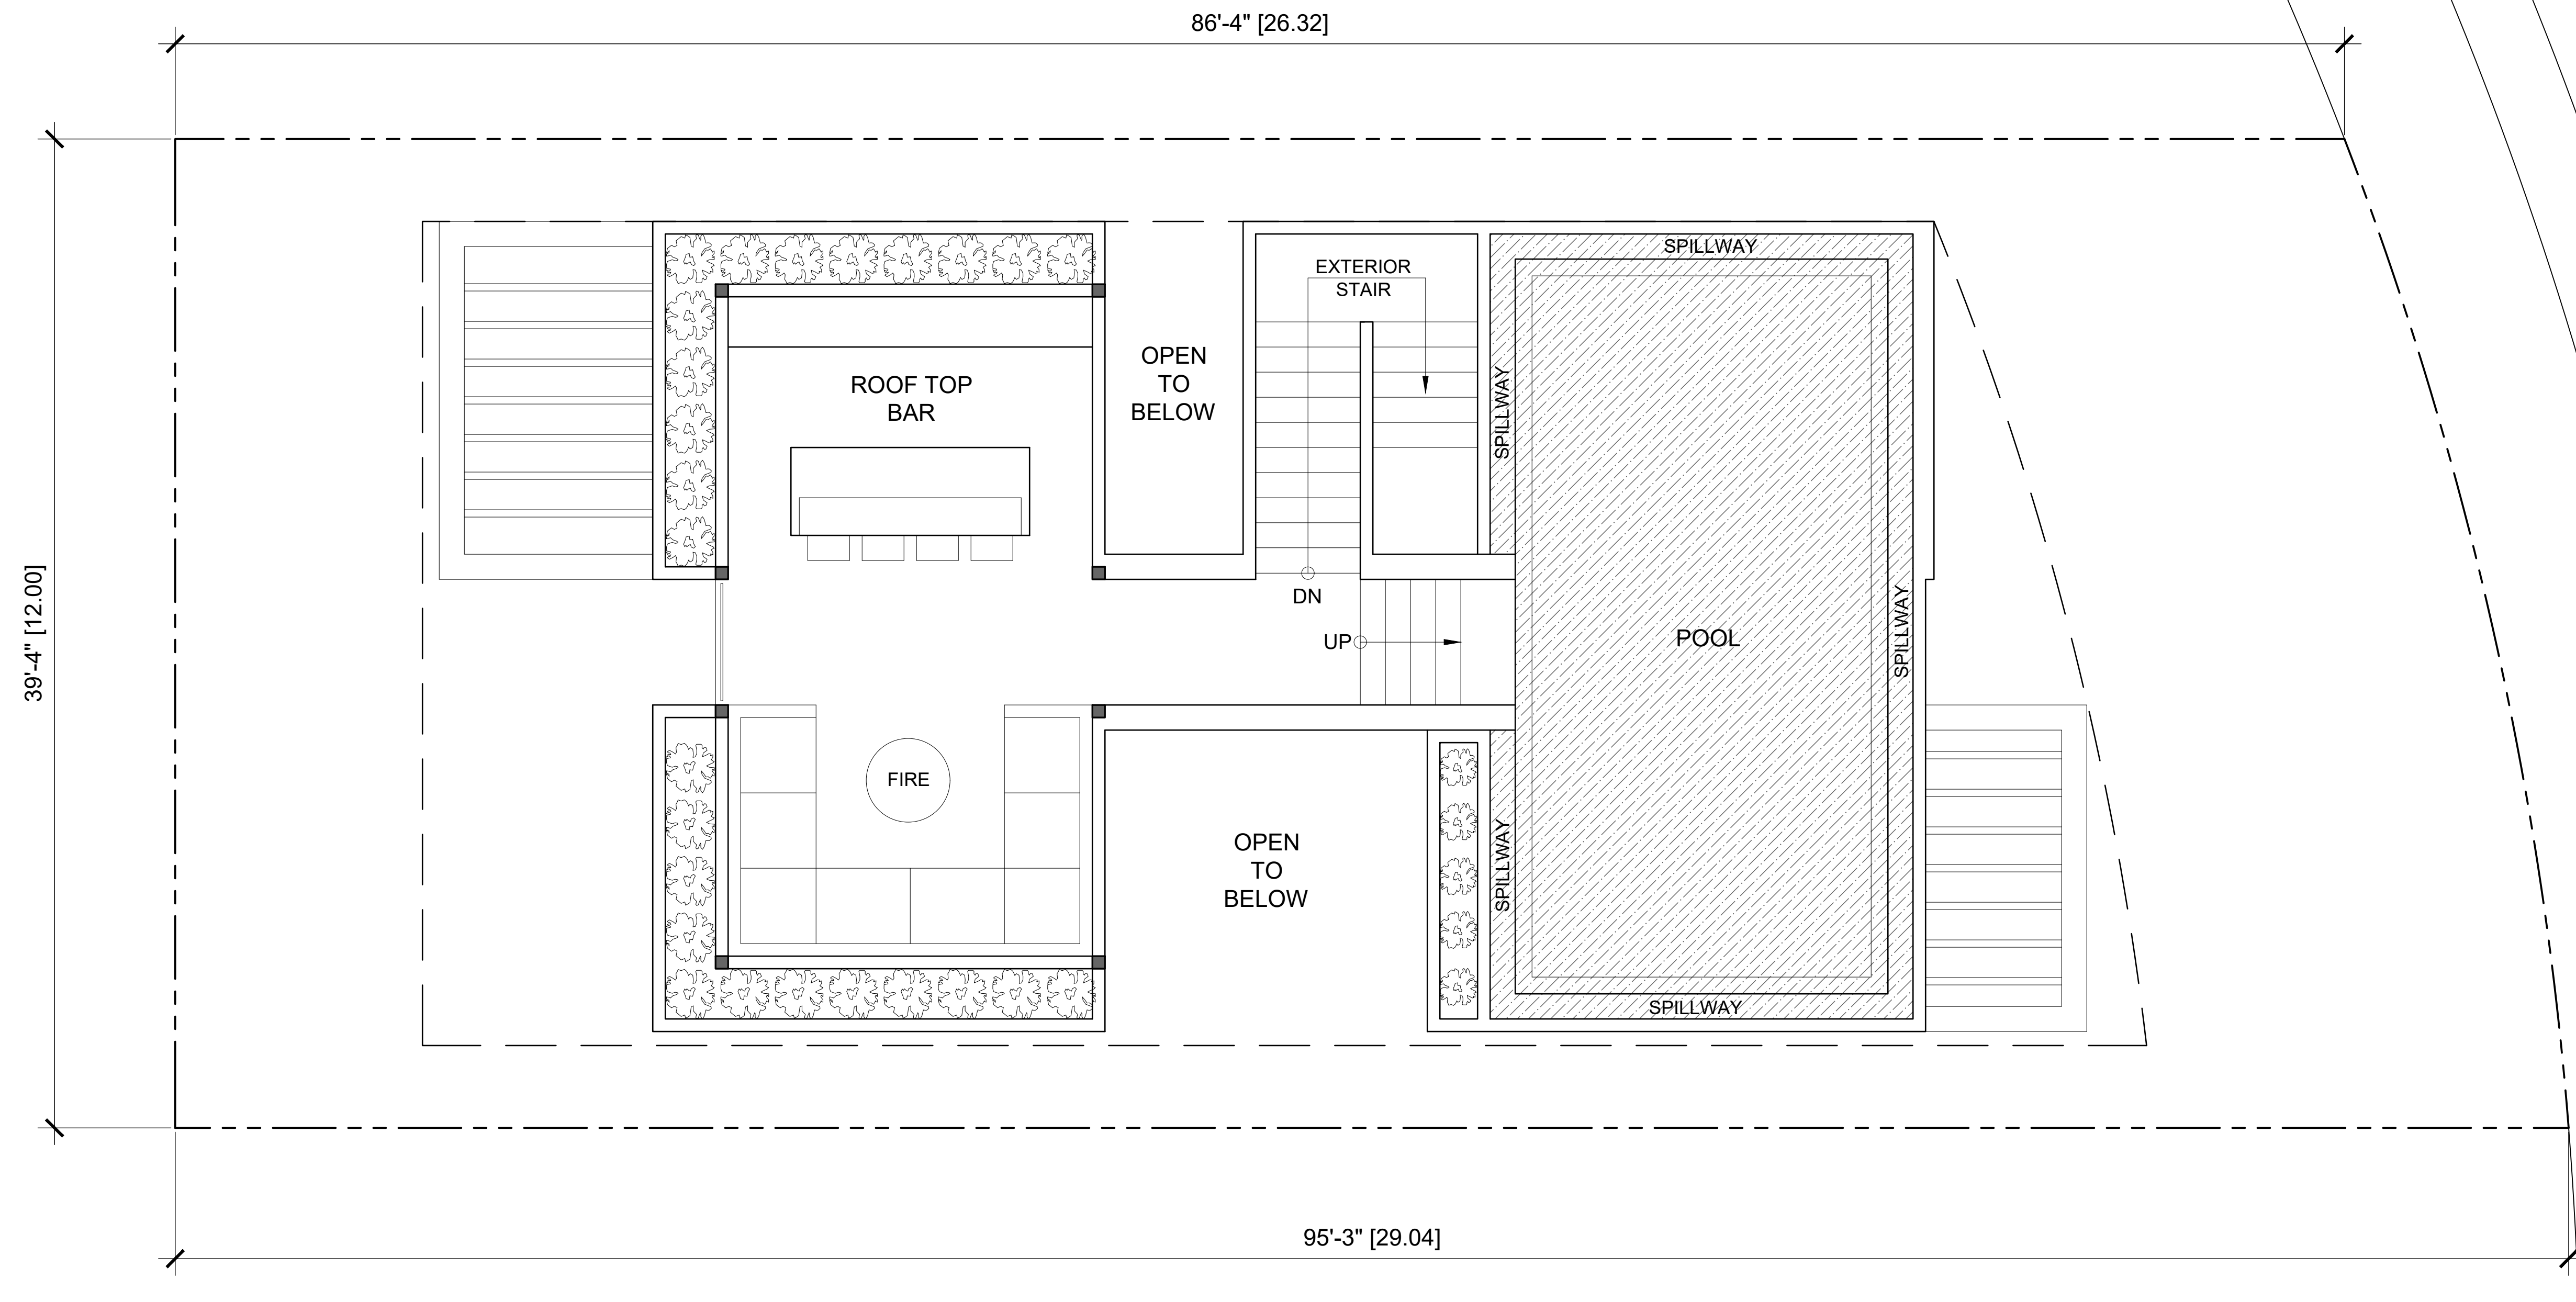 86'-4" [26.32]
SPILLWAY
EXTERIOR
STAIR
OPEN
TO
BELOW
ROOF TOP
BAR
SPILLWAY
39'-4" [12.00]
DN
UP
POOL
SPILLWAY
FIRE
OPEN
TO
BELOW
SPILLWAY
SPILLWAY
95'-3" [29.04]